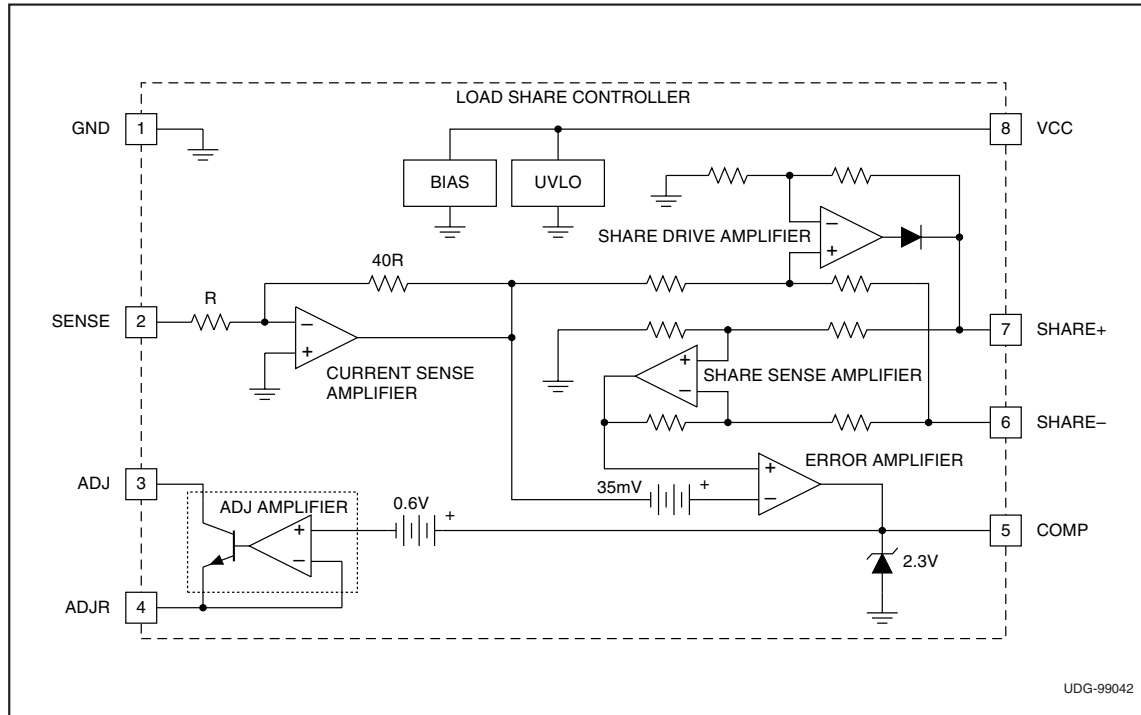 LOAD SHARE CONTROLLER
GND
1
8
VCC
BIAS
UVLO
SHARE DRIVE AMPLIFIER
−
+
40R
R
SENSE
2
−
+
CURRENT SENSE
AMPLIFIER
7
SHARE+
+
−
SHARE SENSE AMPLIFIER
6
SHARE–
ERROR AMPLIFIER
+
−
35mV
+
ADJ
3
ADJ AMPLIFIER
+
−
0.6V
+
5
COMP
2.3V
ADJR
4
UDG-99042